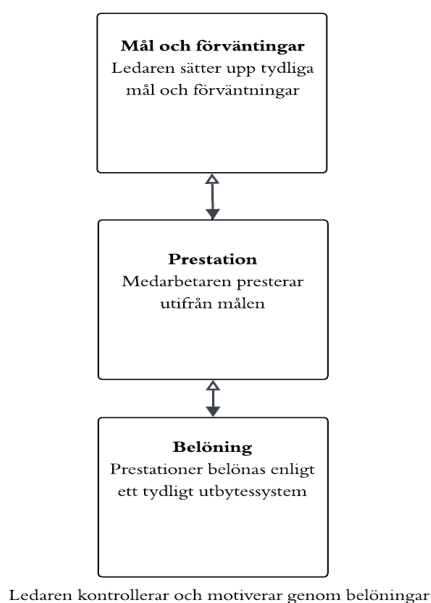 Mål och förväntingar
Ledaren sätter upp tydliga
mål och förväntningar
Prestation
Medarbetaren presterar
utifrån målen
Belöning
Prestationer belönas enligt
ett tydligt utbytessystem
Ledaren kontrollerar och motiverar genom belöningar